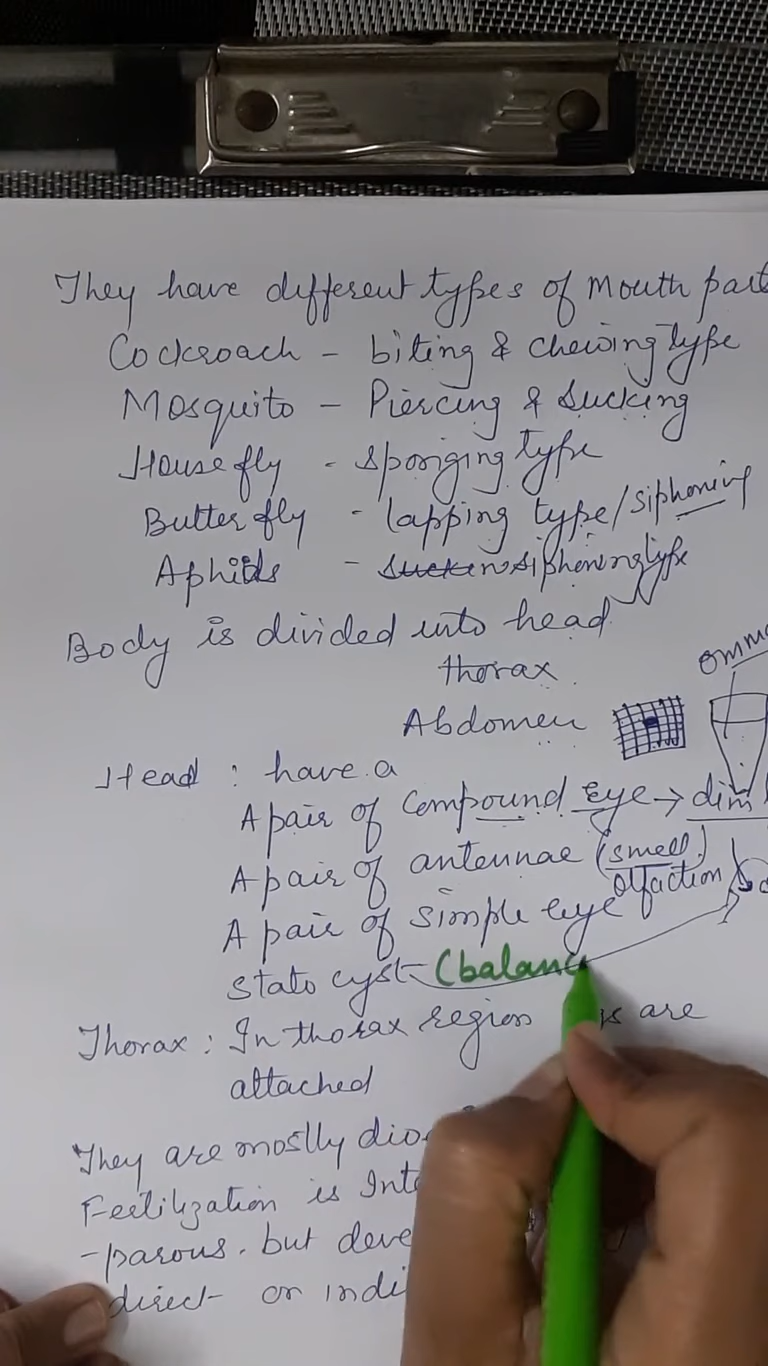 They have different types of Mouth part
Cockroach - biting & chewing type
Mosquito - Piercing & sucking
Housefly - sponging type
Butterfly - lapping type/siphoning
Aphids - siphoning type
Body is divided into head
thorax
Abdomen
omma
Head : have a
A pair of compound Eye → dim
A pair of antennae (smell)
olfaction
A pair of simple eye
Stato cyst (balanc
Thorax : In thorax region are
attached
They are mostly dio
Fertilization is Inte
-parous. but deve
direct or indi